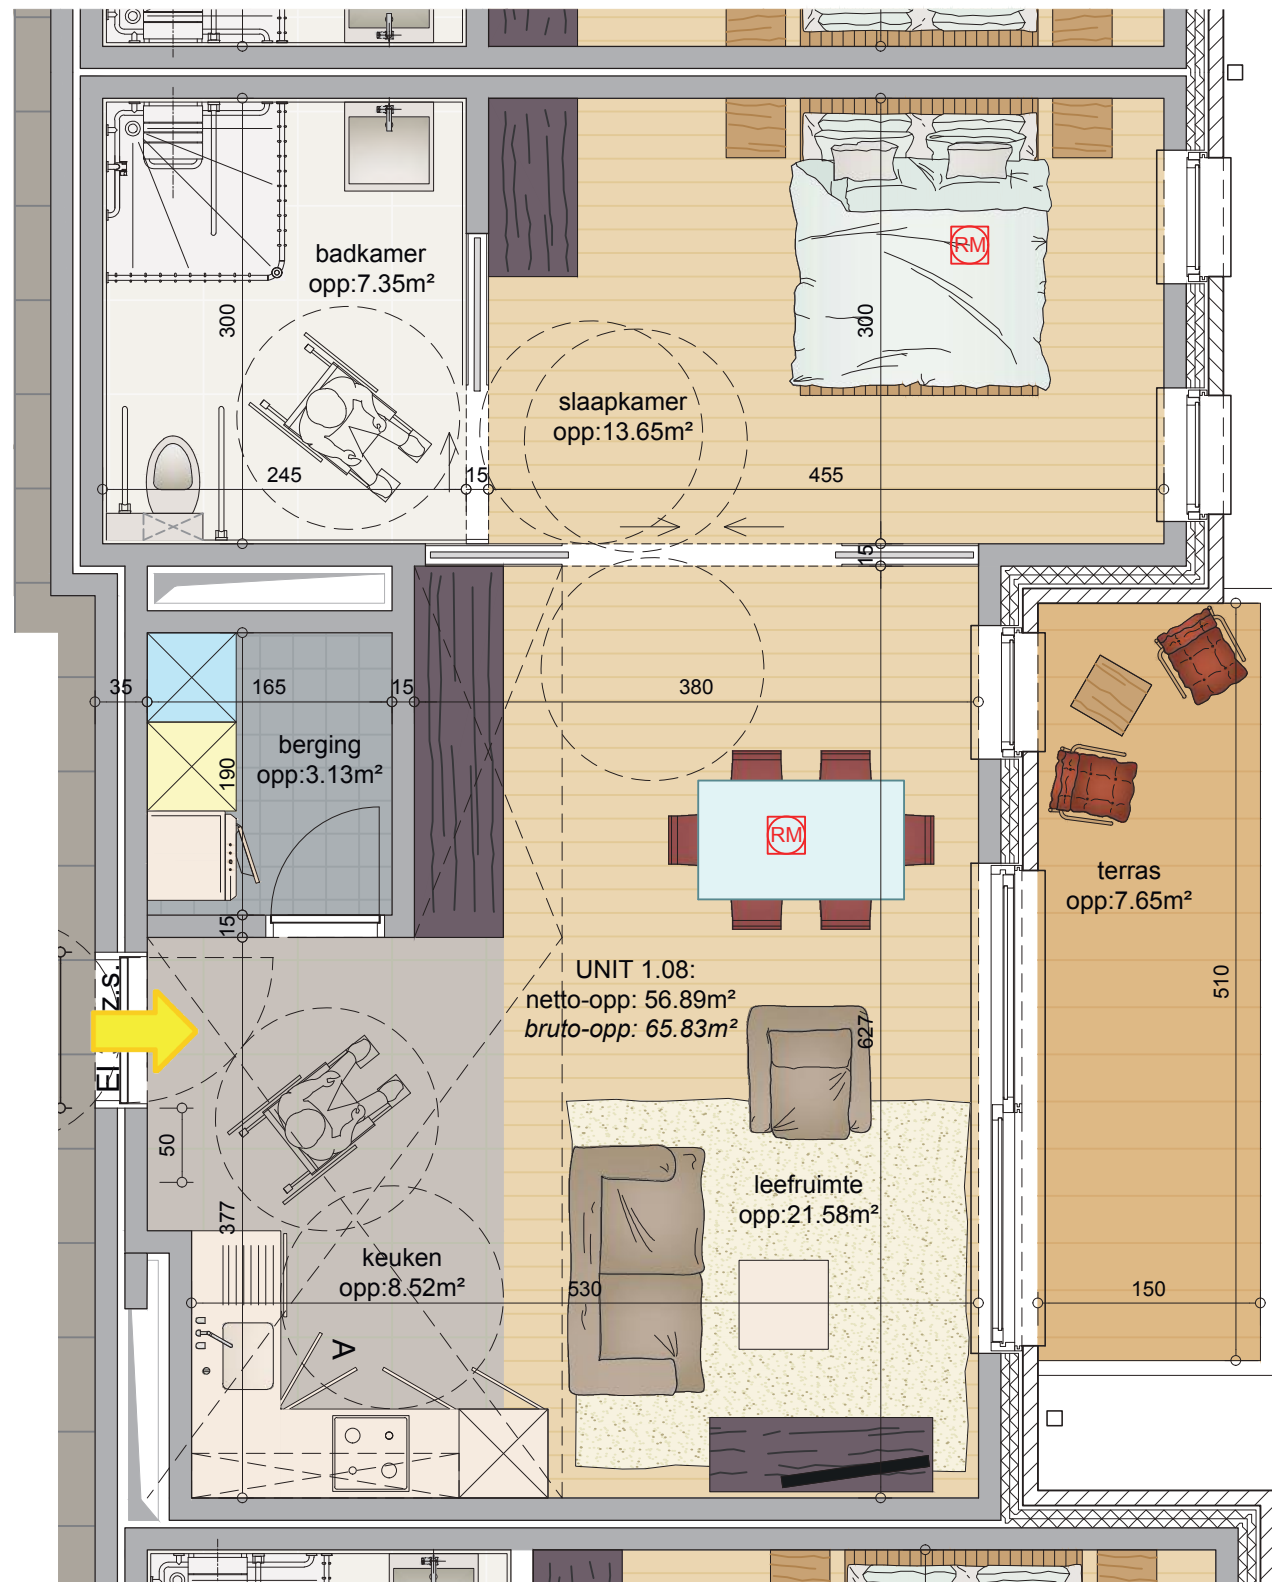 badkamer
opp:7.35m²
RM
300
300
slaapkamer
opp:13.65m²
245
15
455
15
35
165
15
380
berging
opp:3.13m²
190
RM
terras
opp:7.65m²
15
UNIT 1.08:
netto-opp: 56.89m²
bruto-opp: 65.83m²
510
627
z.s.
EI
50
leefruimte
opp:21.58m²
377
keuken
opp:8.52m²
530
150
A